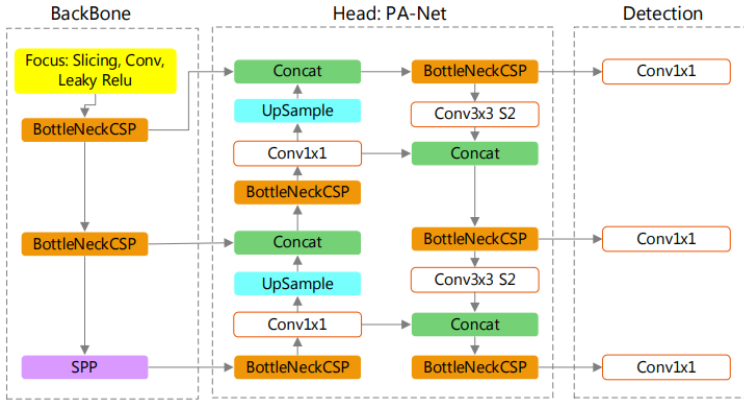 BackBone
Head: PA-Net
Detection
Focus: Slicing, Conv,
Leaky Relu
BottleNeckCSP
BottleNeckCSP
SPP
Concat
UpSample
Conv1x1
BottleNeckCSP
Concat
UpSample
Conv1x1
BottleNeckCSP
BottleNeckCSP
Conv3x3 S2
Concat
BottleNeckCSP
Conv3x3 S2
Concat
BottleNeckCSP
Conv1x1
Conv1x1
Conv1x1